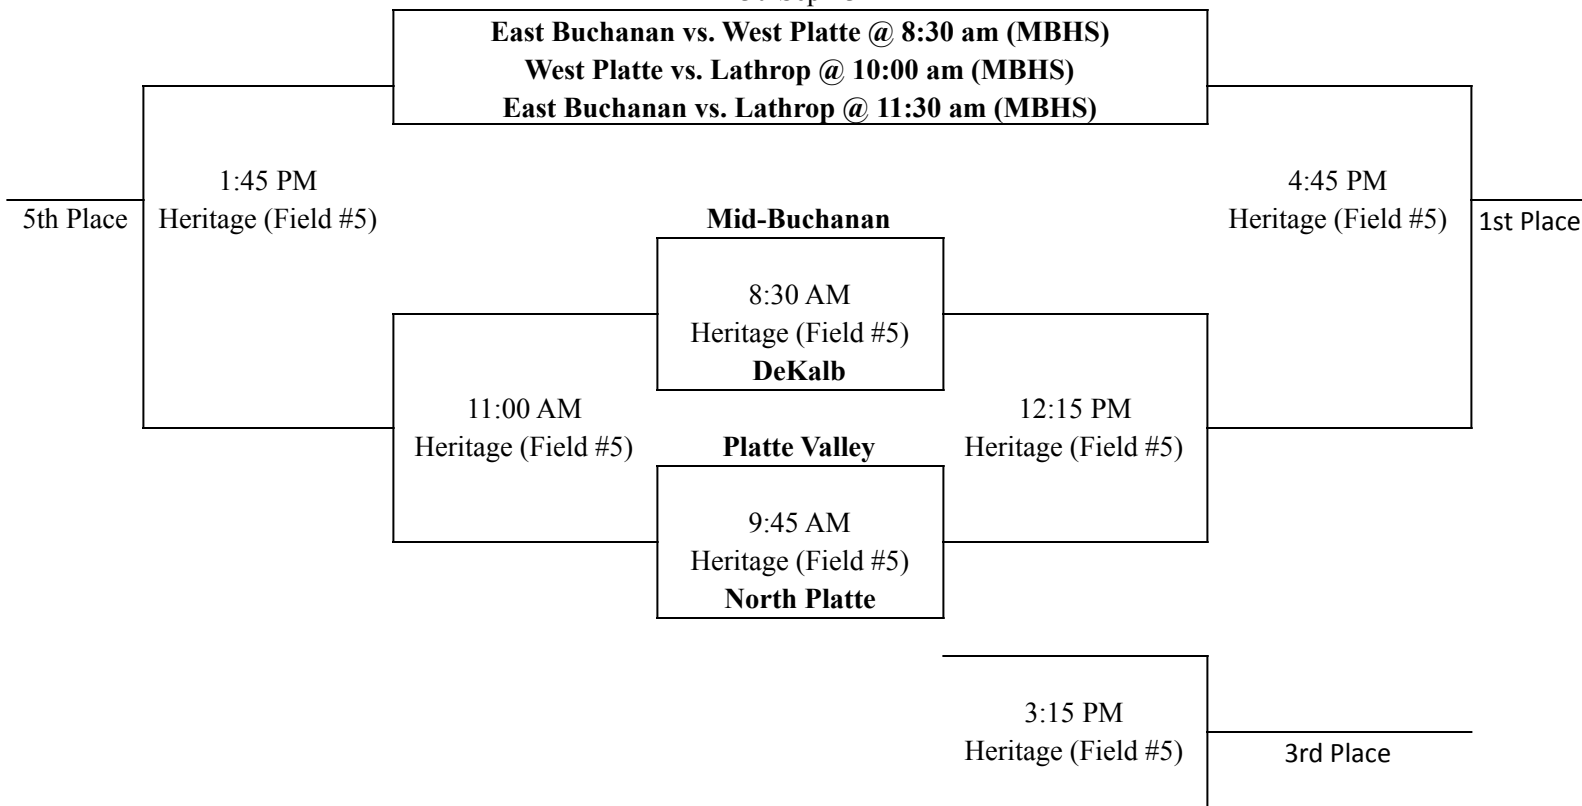 East Buchanan vs. West Platte @ 8:30 am (MBHS)
West Platte vs. Lathrop @ 10:00 am (MBHS)
East Buchanan vs. Lathrop @ 11:30 am (MBHS)
1:45 PM
Heritage (Field #5)
5th Place
4:45 PM
Heritage (Field #5)
1st Place
Mid-Buchanan
8:30 AM
Heritage (Field #5)
DeKalb
11:00 AM
Heritage (Field #5)
12:15 PM
Heritage (Field #5)
Platte Valley
9:45 AM
Heritage (Field #5)
North Platte
3:15 PM
Heritage (Field #5)
3rd Place